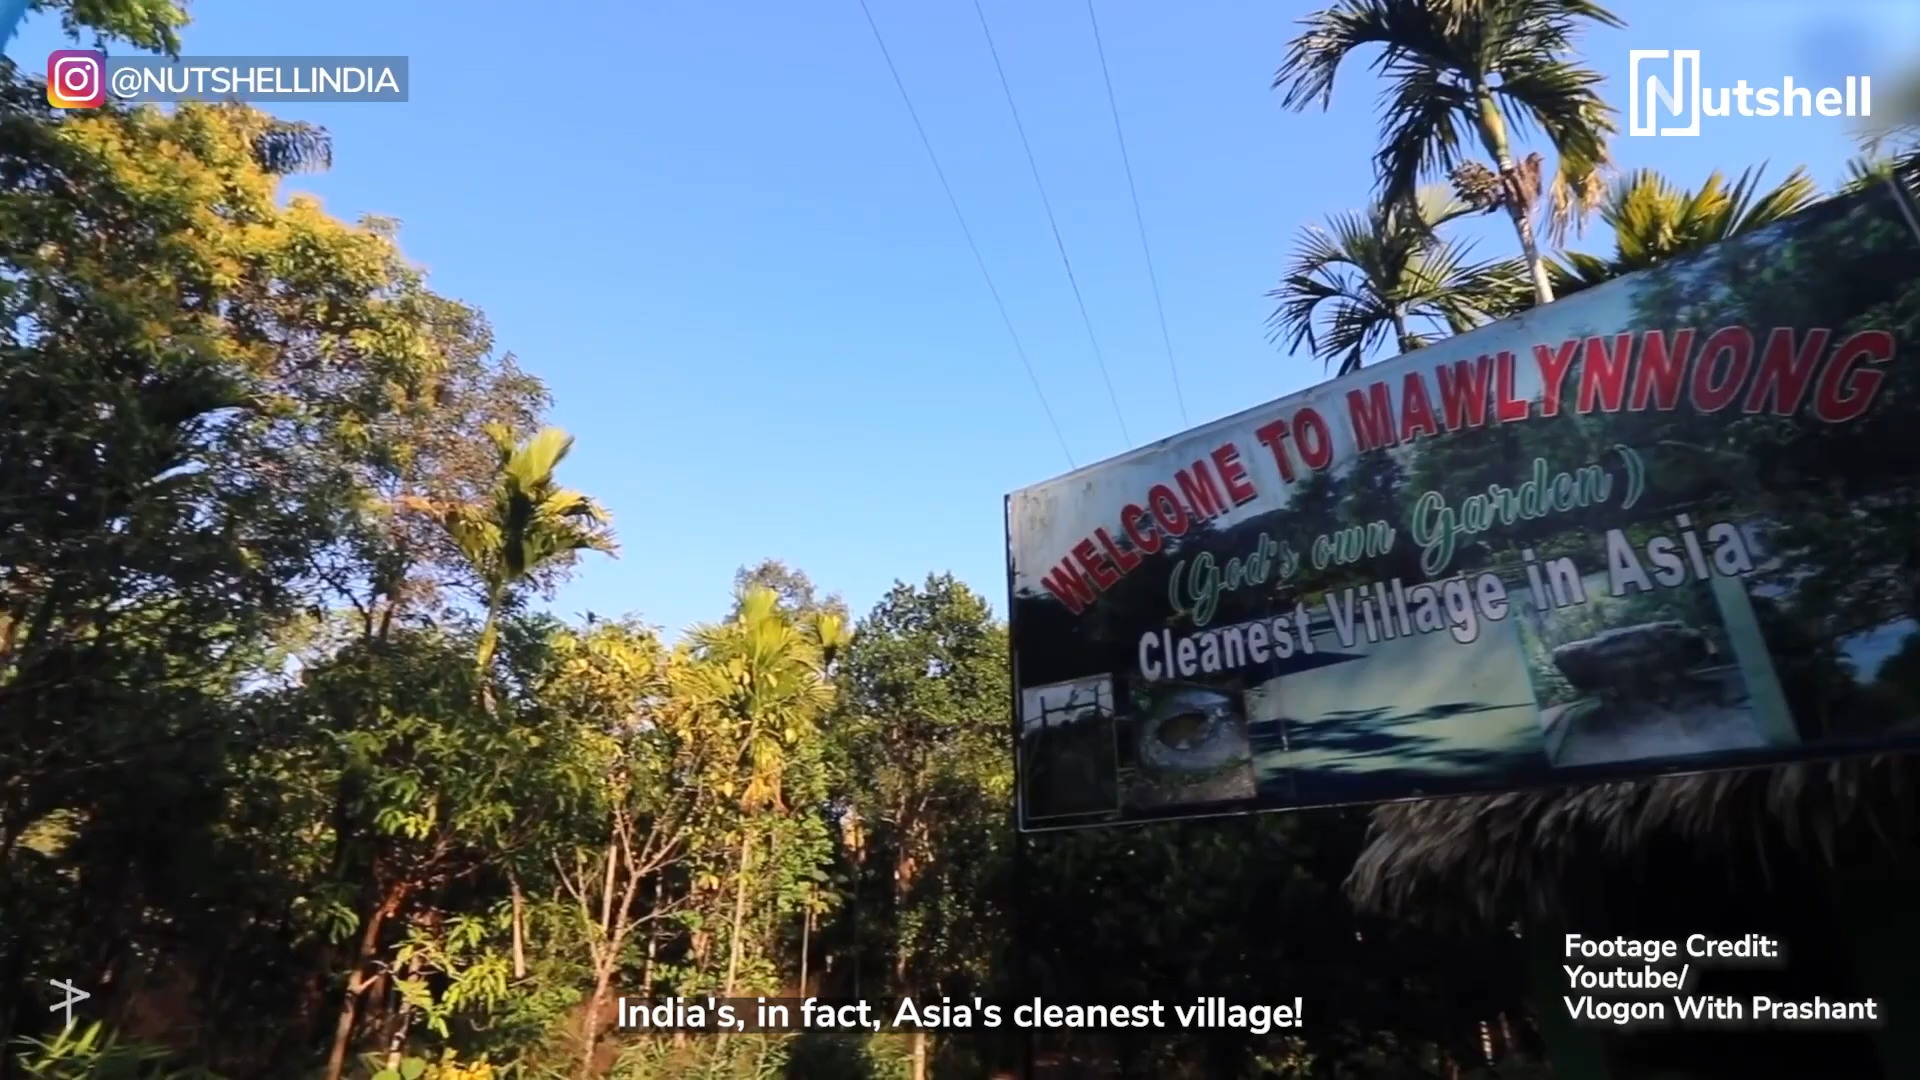 @NUTSHELLINDIA
Nutshell
WELCOME TO MAWLYNNONG
(God's own Garden)
Cleanest Village in Asia
Footage Credit:
Youtube/
Vlogon With Prashant
India's, in fact, Asia's cleanest village!